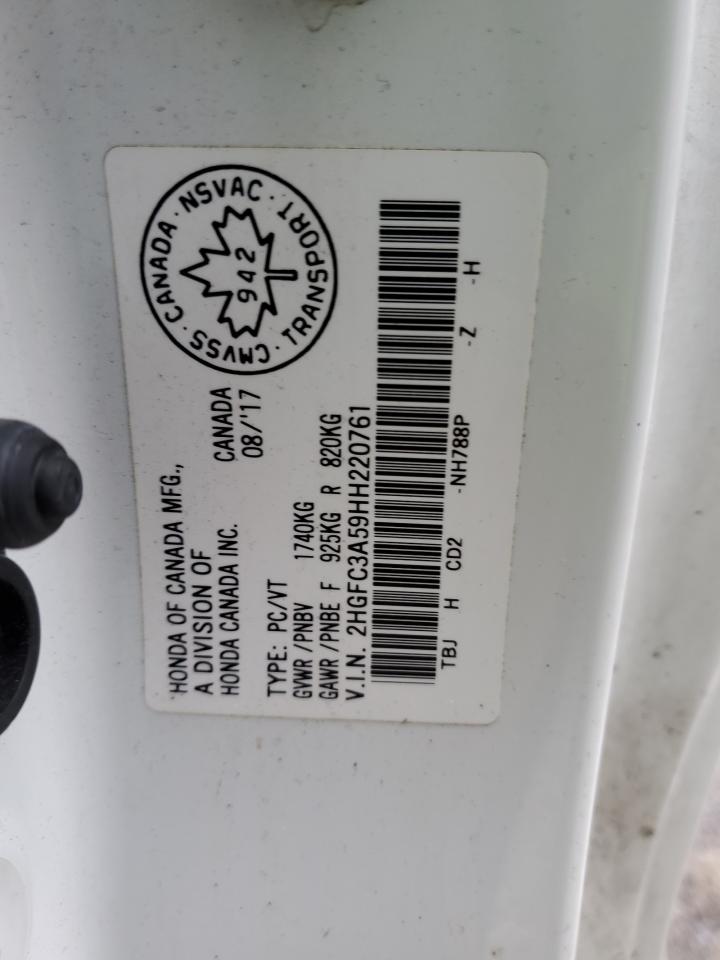 HONDA OF CANADA MFG.,
A DIVISION OF
HONDA CANADA INC.
CANADA
08/'17
TYPE: PC/VT
GVWR /PNBV 1740KG
GAWR /PNBE F 925KG R 820KG
V.I.N. 2HGFC3A59HH220761
TBJ H CD2 -NH788P -Z -H
CANADA · NSVAC · TRANSPORT · CMVSS ·
942